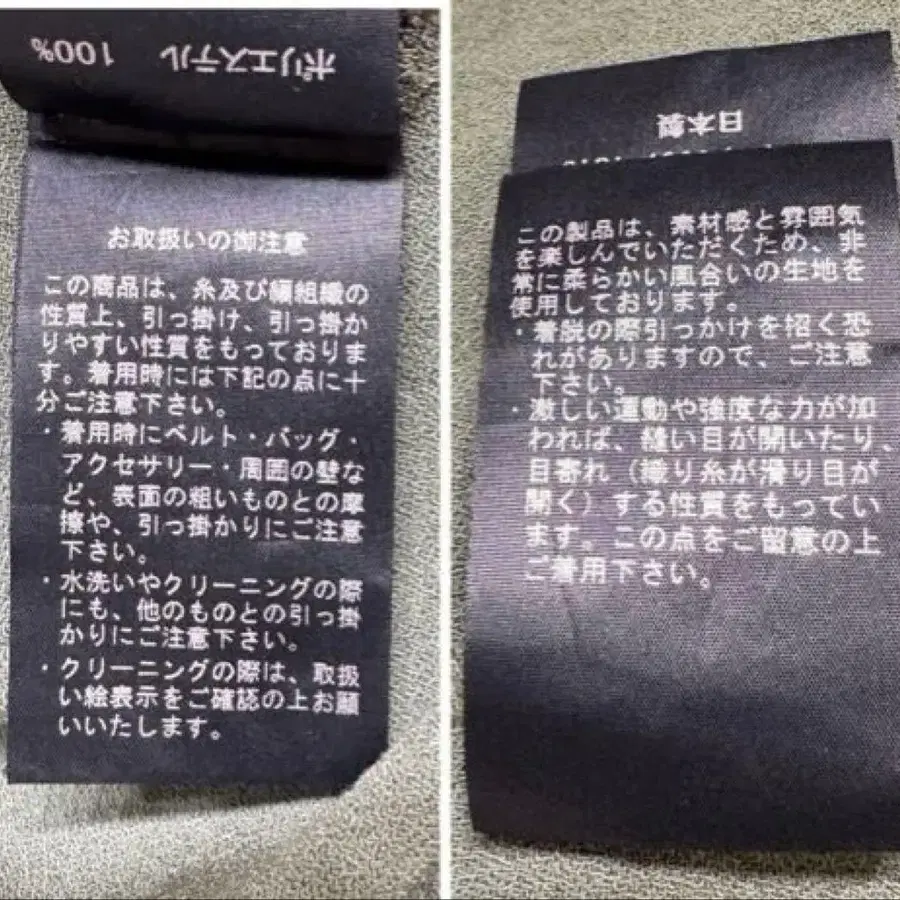 ポリエステル 100%
お取扱いの御注意
この商品は、糸及び編組織の
性質上、引っ掛け、引っ掛か
りやすい性質をもっておりま
す。着用時には下記の点に十
分ご注意下さい。
・着用時にベルト・バッグ・
アクセサリー・周囲の壁な
ど、表面の粗いものとの摩
擦や、引っ掛かりにご注意
下さい。
・水洗いやクリーニングの際
にも、他のものとの引っ掛
かりにご注意下さい。
・クリーニングの際は、取扱
い絵表示をご確認の上お願
いいたします。
日本製
この製品は、素材感と雰囲気
を楽しんでいただくため、非
常に柔らかい風合いの生地を
使用しております。
・着脱の際引っかけを招く恐
れがありますので、ご注意
下さい。
・激しい運動や強度な力が加
われば、縫い目が開いたり、
目寄れ（織り糸が滑り目が
開く）する性質をもってい
ます。この点をご留意の上
ご着用下さい。